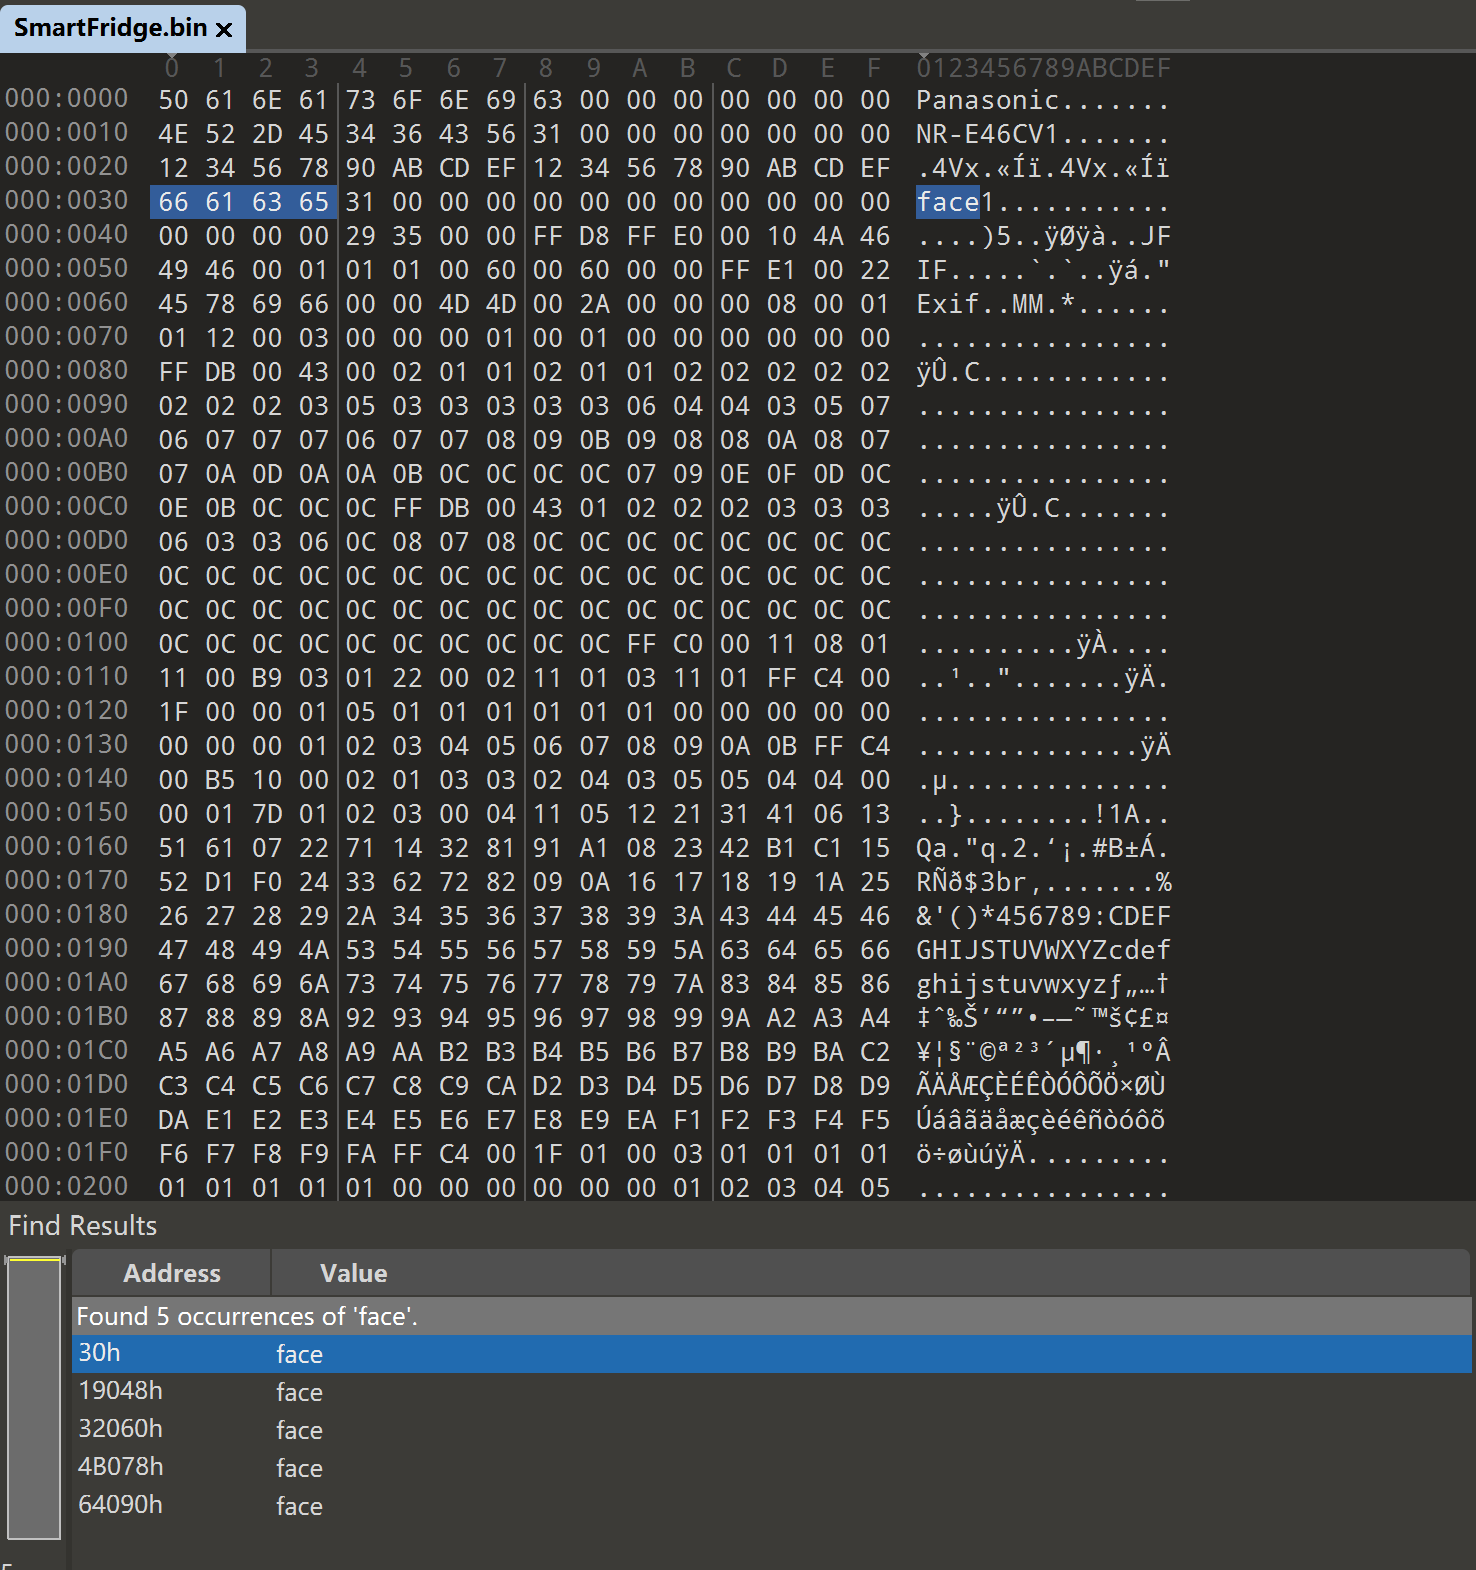 SmartFridge.bin ×
0 1 2 3 4 5 6 7 8 9 A B C D E F 0123456789ABCDEF
000:0000 50 61 6E 61 73 6F 6E 69 63 00 00 00 00 00 00 00 Panasonic.......
000:0010 4E 52 2D 45 34 36 43 56 31 00 00 00 00 00 00 00 NR-E46CV1.......
000:0020 12 34 56 78 90 AB CD EF 12 34 56 78 90 AB CD EF .4Vx.«Íï.4Vx.«Íï
000:0030 66 61 63 65 31 00 00 00 00 00 00 00 00 00 00 00 face1...........
000:0040 00 00 00 00 29 35 00 00 FF D8 FF E0 00 10 4A 46 ....)5..ÿØÿà..JF
000:0050 49 46 00 01 01 01 00 60 00 60 00 00 FF E1 00 22 IF.....`.`..ÿá."
000:0060 45 78 69 66 00 00 4D 4D 00 2A 00 00 00 08 00 01 Exif..MM.*......
000:0070 01 12 00 03 00 00 00 01 00 01 00 00 00 00 00 00 ................
000:0080 FF DB 00 43 00 02 01 01 02 01 01 02 02 02 02 02 ÿÛ.C............
000:0090 02 02 02 03 05 03 03 03 03 03 06 04 04 03 05 07 ................
000:00A0 06 07 07 07 06 07 07 08 09 0B 09 08 08 0A 08 07 ................
000:00B0 07 0A 0D 0A 0A 0B 0C 0C 0C 0C 07 09 0E 0F 0D 0C ................
000:00C0 0E 0B 0C 0C 0C FF DB 00 43 01 02 02 02 03 03 03 .....ÿÛ.C.......
000:00D0 06 03 03 06 0C 08 07 08 0C 0C 0C 0C 0C 0C 0C 0C ................
000:00E0 0C 0C 0C 0C 0C 0C 0C 0C 0C 0C 0C 0C 0C 0C 0C 0C ................
000:00F0 0C 0C 0C 0C 0C 0C 0C 0C 0C 0C 0C 0C 0C 0C 0C 0C ................
000:0100 0C 0C 0C 0C 0C 0C 0C 0C 0C 0C FF C0 00 11 08 01 ..........ÿÀ....
000:0110 11 00 B9 03 01 22 00 02 11 01 03 11 01 FF C4 00 ..¹..".......ÿÄ.
000:0120 1F 00 00 01 05 01 01 01 01 01 01 00 00 00 00 00 ................
000:0130 00 00 00 01 02 03 04 05 06 07 08 09 0A 0B FF C4 ..............ÿÄ
000:0140 00 B5 10 00 02 01 03 03 02 04 03 05 05 04 04 00 .µ..............
000:0150 00 01 7D 01 02 03 00 04 11 05 12 21 31 41 06 13 ..}........!1A..
000:0160 51 61 07 22 71 14 32 81 91 A1 08 23 42 B1 C1 15 Qa."q.2.‘¡.#B±Á.
000:0170 52 D1 F0 24 33 62 72 82 09 0A 16 17 18 19 1A 25 RÑð$3br‚.......%
000:0180 26 27 28 29 2A 34 35 36 37 38 39 3A 43 44 45 46 &'()*456789:CDEF
000:0190 47 48 49 4A 53 54 55 56 57 58 59 5A 63 64 65 66 GHIJSTUVWXYZcdef
000:01A0 67 68 69 6A 73 74 75 76 77 78 79 7A 83 84 85 86 ghijstuvwxyzƒ„…†
000:01B0 87 88 89 8A 92 93 94 95 96 97 98 99 9A A2 A3 A4 ‡ˆ‰Š’“”•–—˜™š¢£¤
000:01C0 A5 A6 A7 A8 A9 AA B2 B3 B4 B5 B6 B7 B8 B9 BA C2 ¥¦§¨©ª²³´µ¶·¸¹ºÂ
000:01D0 C3 C4 C5 C6 C7 C8 C9 CA D2 D3 D4 D5 D6 D7 D8 D9 ÃÄÅÆÇÈÉÊÒÓÔÕÖ×ØÙ
000:01E0 DA E1 E2 E3 E4 E5 E6 E7 E8 E9 EA F1 F2 F3 F4 F5 Úáâãäåæçèéêñòóôõ
000:01F0 F6 F7 F8 F9 FA FF C4 00 1F 01 00 03 01 01 01 01 ö÷øùúÿÄ.........
000:0200 01 01 01 01 01 00 00 00 00 00 00 01 02 03 04 05 ................
Find Results
Address Value
Found 5 occurrences of 'face'.
30h face
19048h face
32060h face
4B078h face
64090h face